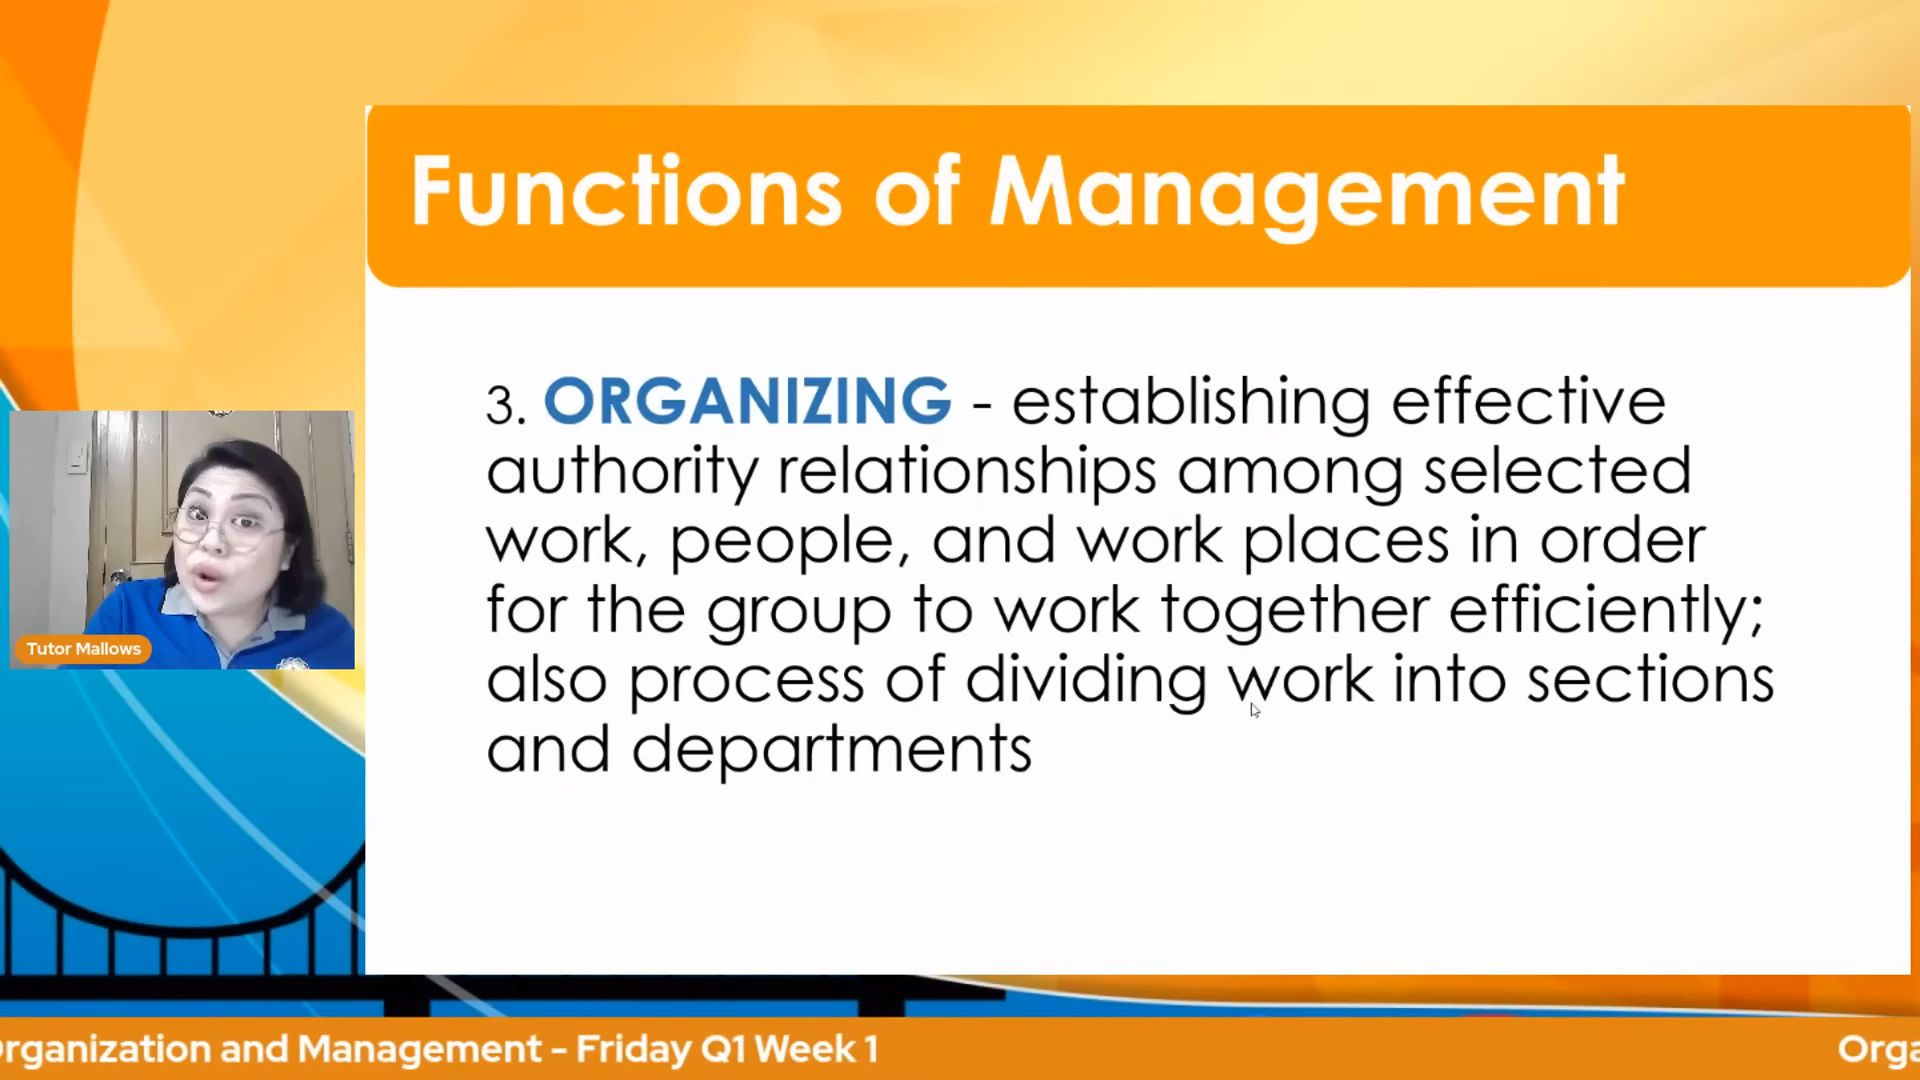 Functions of Management
3. ORGANIZING - establishing effective
authority relationships among selected
work, people, and work places in order
for the group to work together efficiently;
also process of dividing work into sections
and departments
Tutor Mallows
rganization and Management - Friday Q1 Week 1
Orga